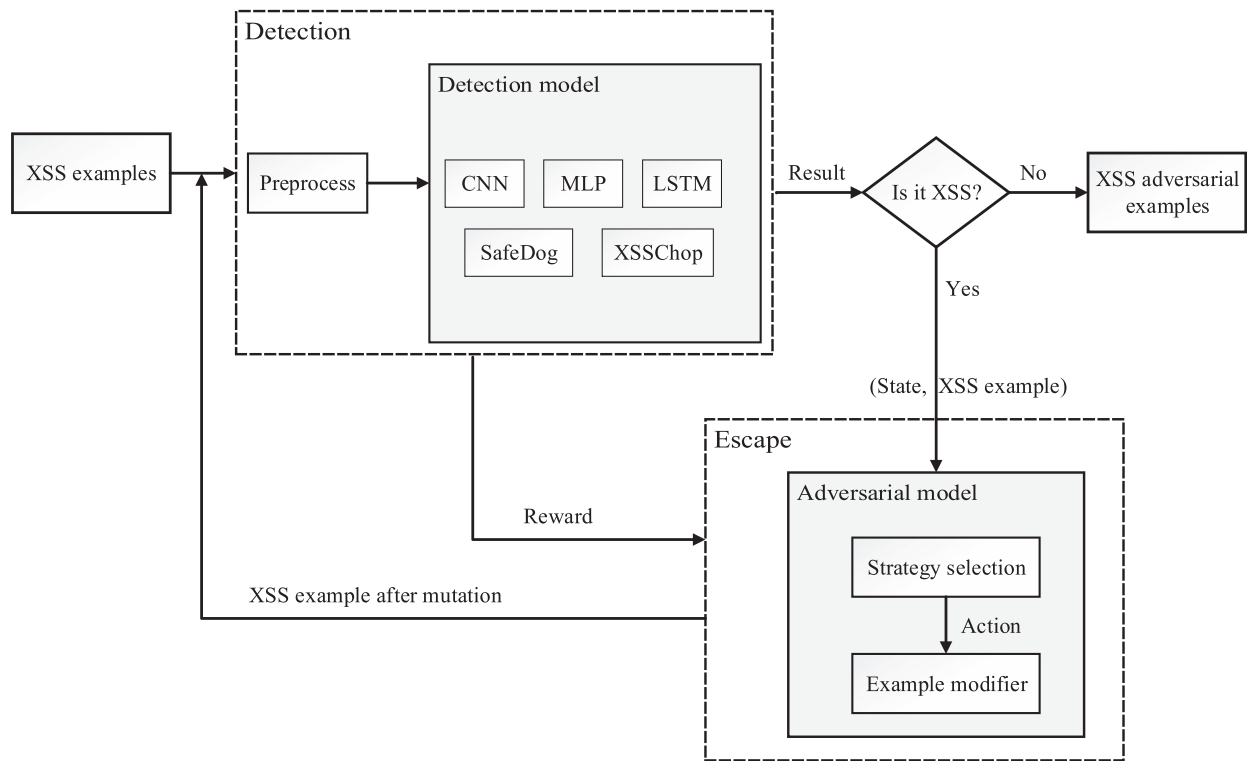 Detection
Detection model
XSS examples
Preprocess
CNN
MLP
LSTM
SafeDog
XSSChop
Result
Is it XSS?
No
XSS adversarial
examples
Yes
(State, XSS example)
Escape
Adversarial model
Reward
Strategy selection
XSS example after mutation
Action
Example modifier